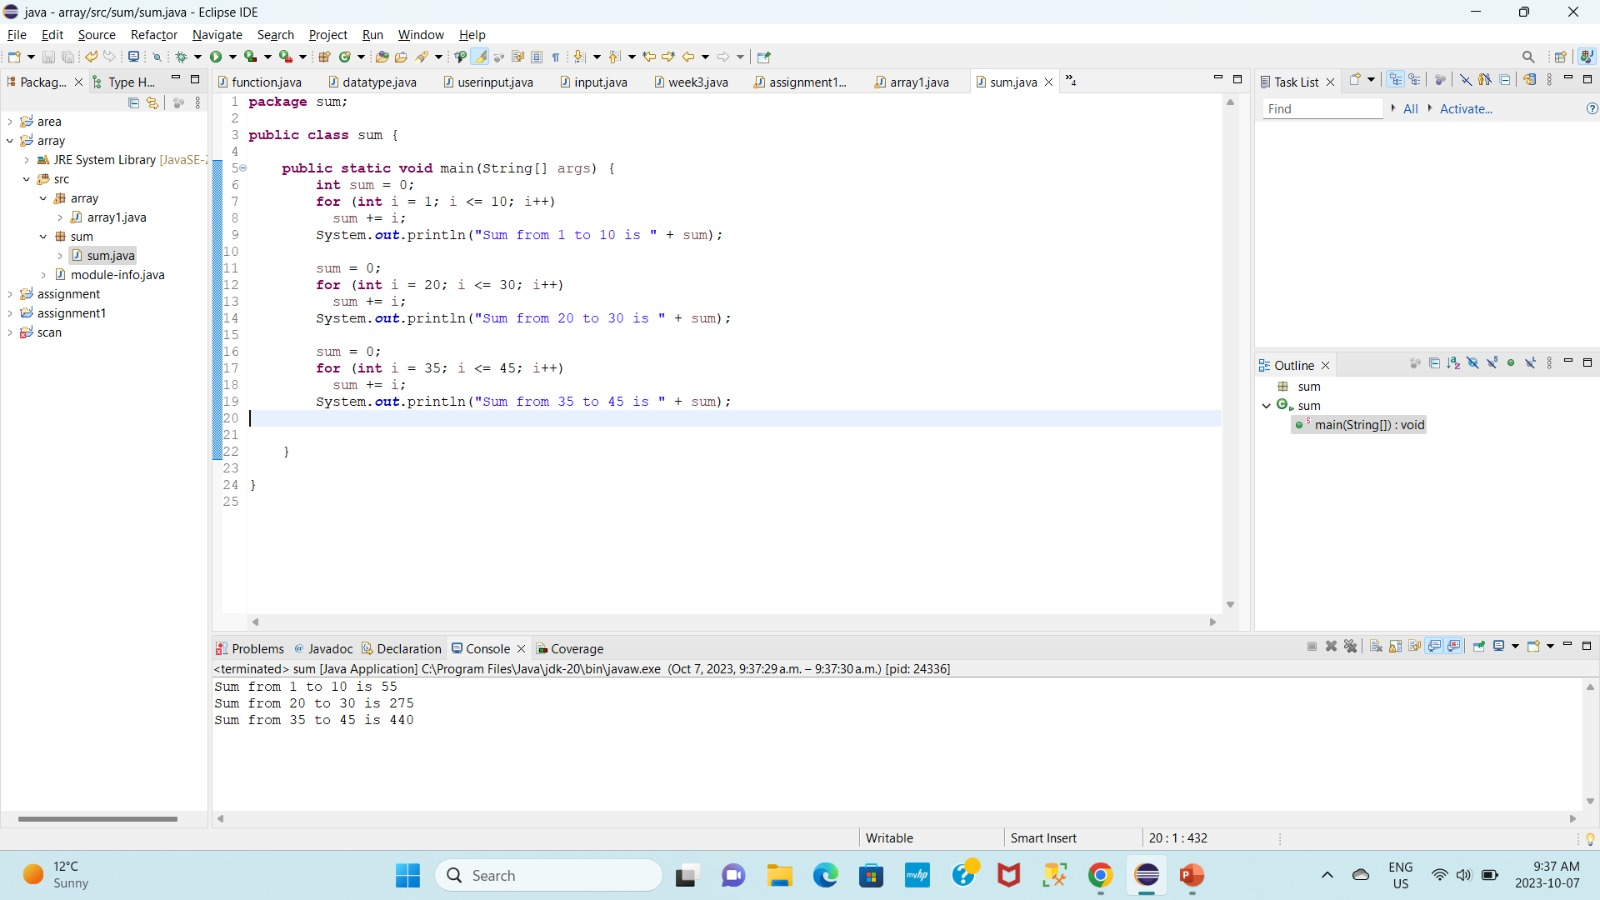 java - array/src/sum/sum.java - Eclipse IDE
File Edit Source Refactor Navigate Search Project Run Window Help
Packag... Type H...
area
array
JRE System Library [JavaSE-
src
array
array1.java
sum
sum.java
module-info.java
assignment
assignment1
scan
function.java datatype.java userinput.java input.java week3.java assignment1... array1.java sum.java 4
1 package sum;
2
3 public class sum {
4
5 public static void main(String[] args) {
6 int sum = 0;
7 for (int i = 1; i <= 10; i++)
8 sum += i;
9 System.out.println("Sum from 1 to 10 is " + sum);
10
11 sum = 0;
12 for (int i = 20; i <= 30; i++)
13 sum += i;
14 System.out.println("Sum from 20 to 30 is " + sum);
15
16 sum = 0;
17 for (int i = 35; i <= 45; i++)
18 sum += i;
19 System.out.println("Sum from 35 to 45 is " + sum);
20
21
22 }
23
24 }
25
Task List
Find All Activate...
Outline
sum
sum
main(String[]) : void
Problems Javadoc Declaration Console Coverage
<terminated> sum [Java Application] C:\Program Files\Java\jdk-20\bin\javaw.exe (Oct 7, 2023, 9:37:29 a.m. – 9:37:30 a.m.) [pid: 24336]
Sum from 1 to 10 is 55
Sum from 20 to 30 is 275
Sum from 35 to 45 is 440
Writable Smart Insert 20 : 1 : 432
12°C
Sunny
Search
myhp
ENG
US
9:37 AM
2023-10-07